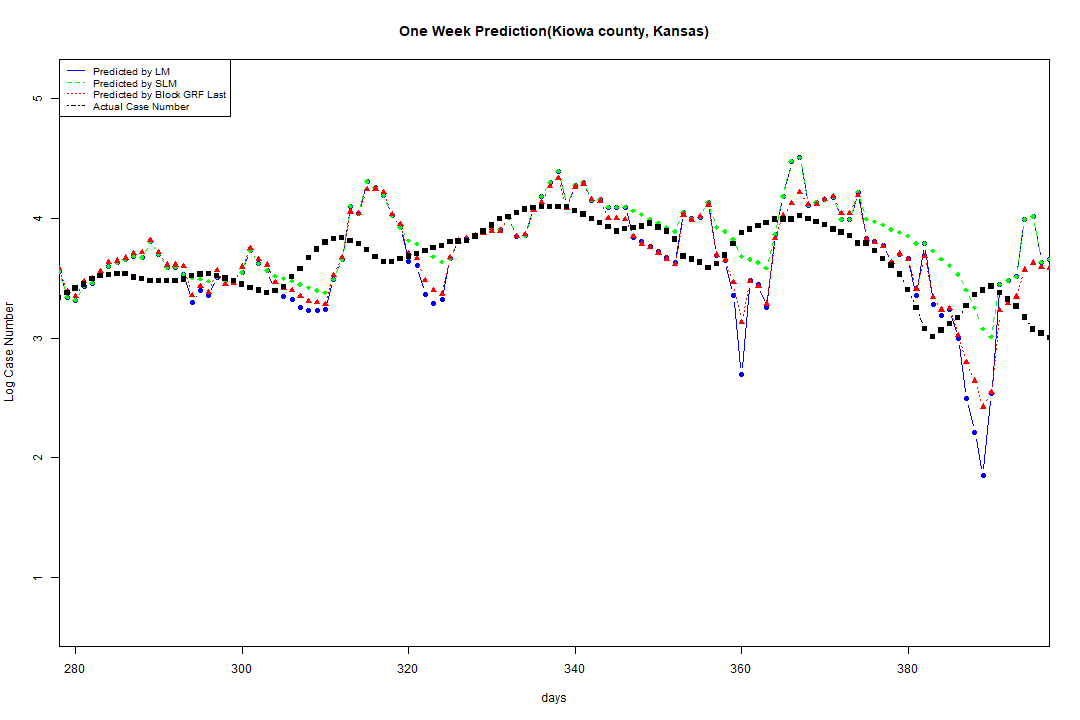 One Week Prediction(Kiowa county, Kansas)
Predicted by LM
Predicted by SLM
Predicted by Block GRF Last
Actual Case Number
5
4
3
2
1
Log Case Number
280 300 320 340 360 380
days